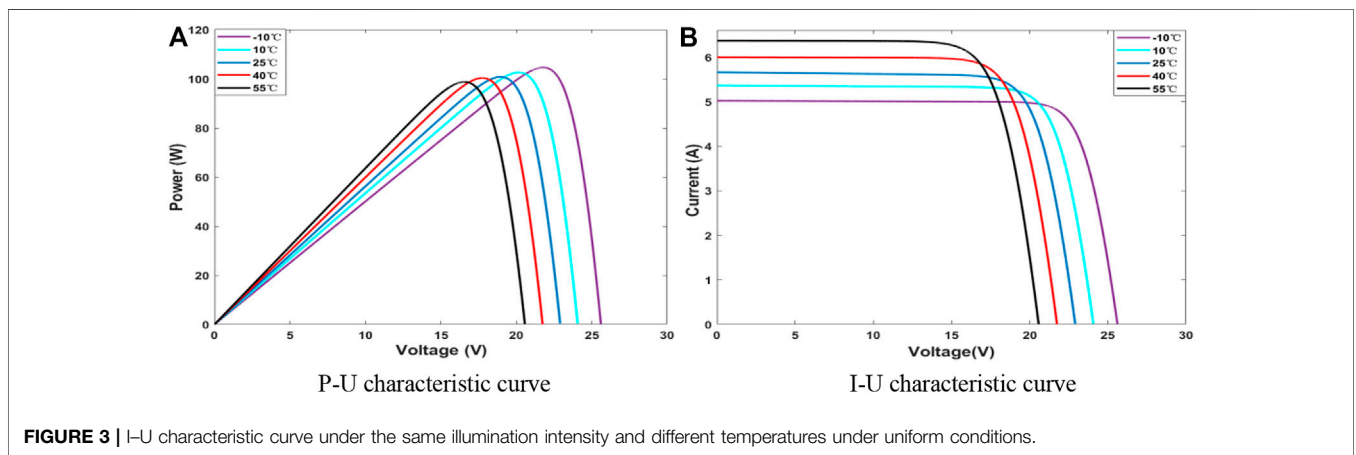 A
-10℃
10℃
25℃
40℃
55℃
120
100
80
60
40
20
0
Power (W)
0 5 10 15 20 25 30
Voltage (V)
P-U characteristic curve
B
-10℃
10℃
25℃
40℃
55℃
6
5
4
3
2
1
0
Current (A)
0 5 10 15 20 25 30
Voltage(V)
I-U characteristic curve
FIGURE 3 | I–U characteristic curve under the same illumination intensity and different temperatures under uniform conditions.